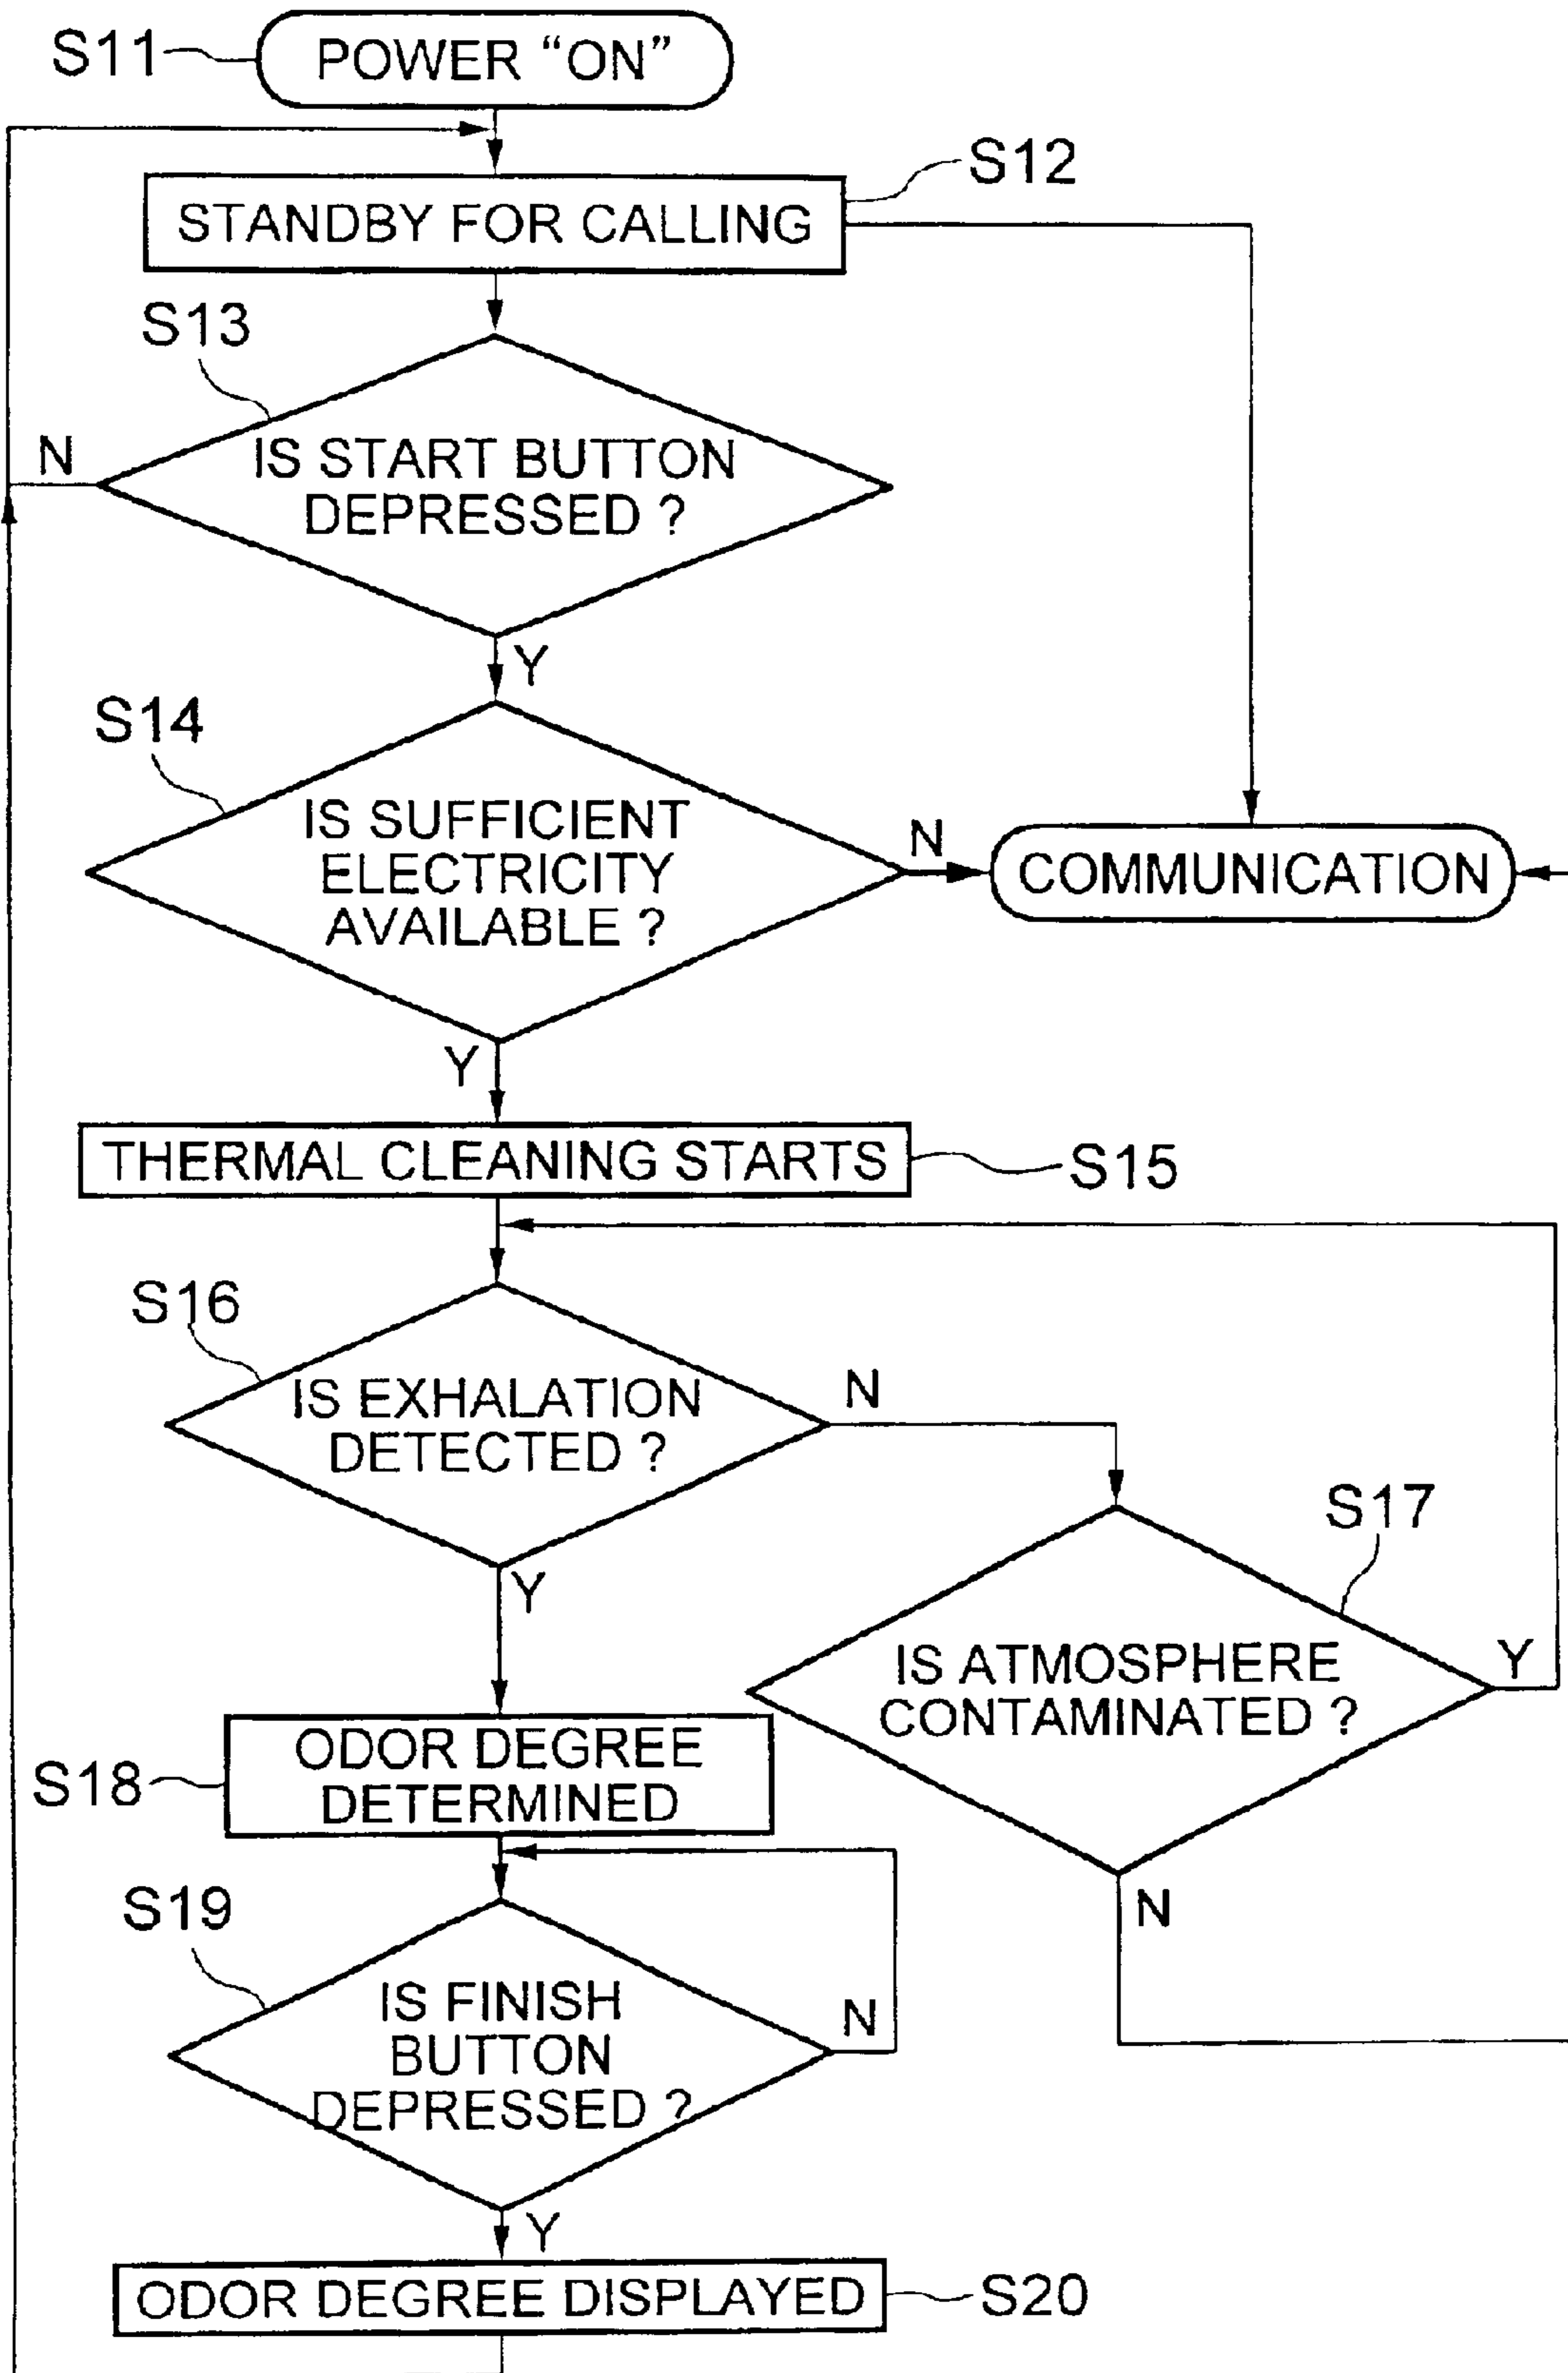 S11
POWER “ON”
S12
STANDBY FOR CALLING
S13
N
IS START BUTTON
DEPRESSED ?
Y
S14
IS SUFFICIENT
ELECTRICITY
AVAILABLE ?
N
COMMUNICATION
Y
THERMAL CLEANING STARTS
S15
S16
IS EXHALATION
DETECTED ?
N
Y
S17
IS ATMOSPHERE
CONTAMINATED ?
Y
N
S18
ODOR DEGREE
DETERMINED
S19
IS FINISH
BUTTON
DEPRESSED ?
N
Y
ODOR DEGREE DISPLAYED
S20